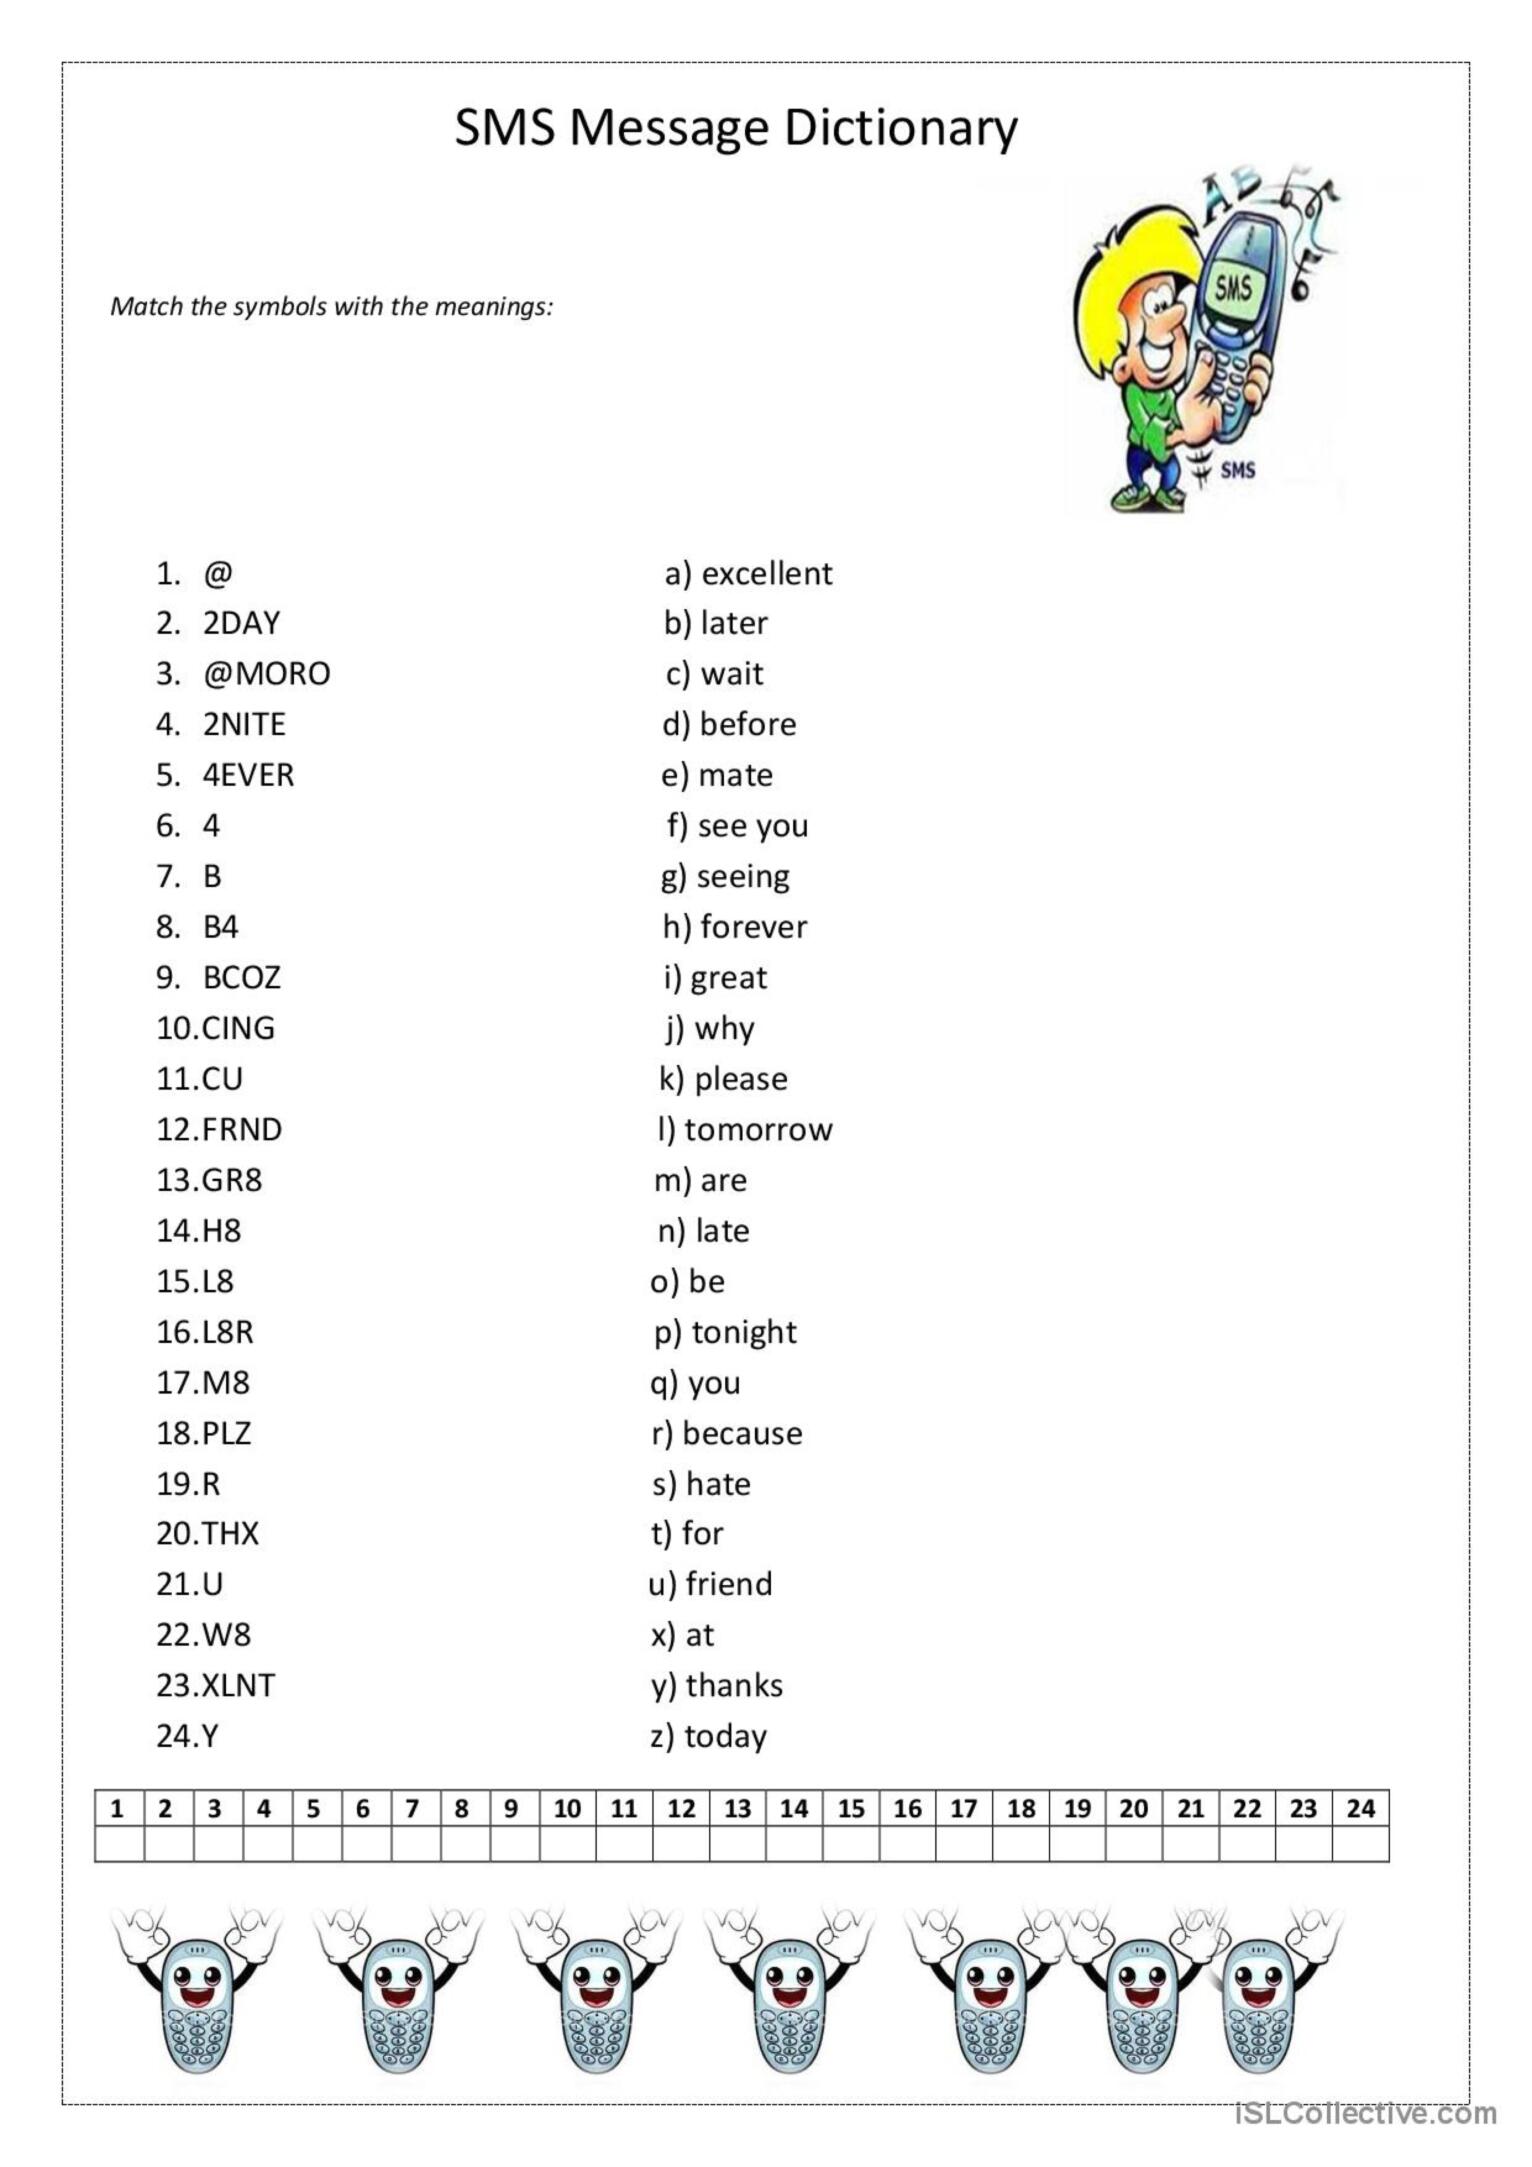 SMS Message Dictionary
AB
SMS
Match the symbols with the meanings:
SMS
1. @ a) excellent
2. 2DAY b) later
3. @MORO c) wait
4. 2NITE d) before
5. 4EVER e) mate
6. 4 f) see you
7. B g) seeing
8. B4 h) forever
9. BCOZ i) great
10.CING j) why
11.CU k) please
12.FRND l) tomorrow
13.GR8 m) are
14.H8 n) late
15.L8 o) be
16.L8R p) tonight
17.M8 q) you
18.PLZ r) because
19.R s) hate
20.THX t) for
21.U u) friend
22.W8 x) at
23.XLNT y) thanks
24.Y z) today
1 2 3 4 5 6 7 8 9 10 11 12 13 14 15 16 17 18 19 20 21 22 23 24
iSLCollective.com